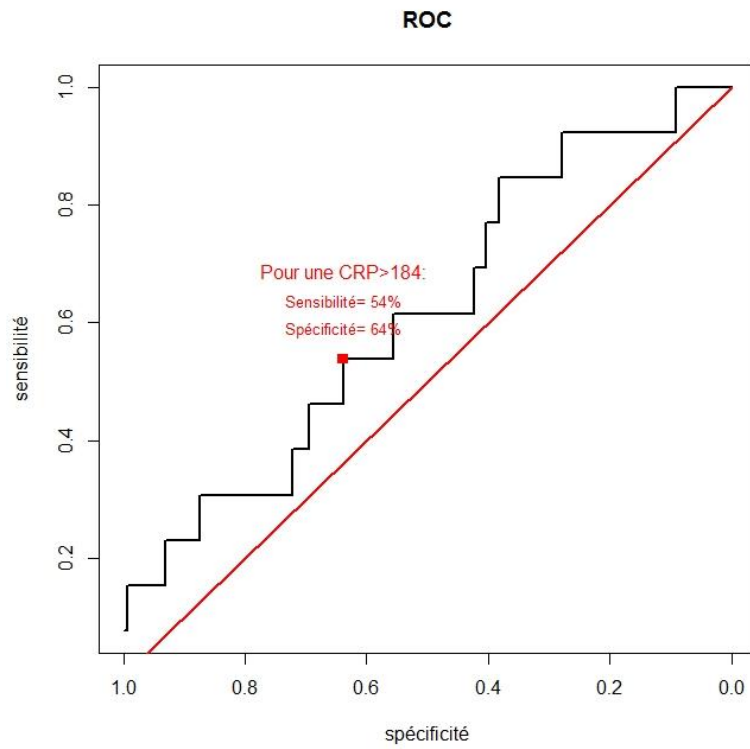 ROC
1.0
0.8
0.6
0.4
0.2
sensibilité
Pour une CRP>184:
Sensibilité= 54%
Spécificité= 64%
1.0 0.8 0.6 0.4 0.2 0.0
spécificité